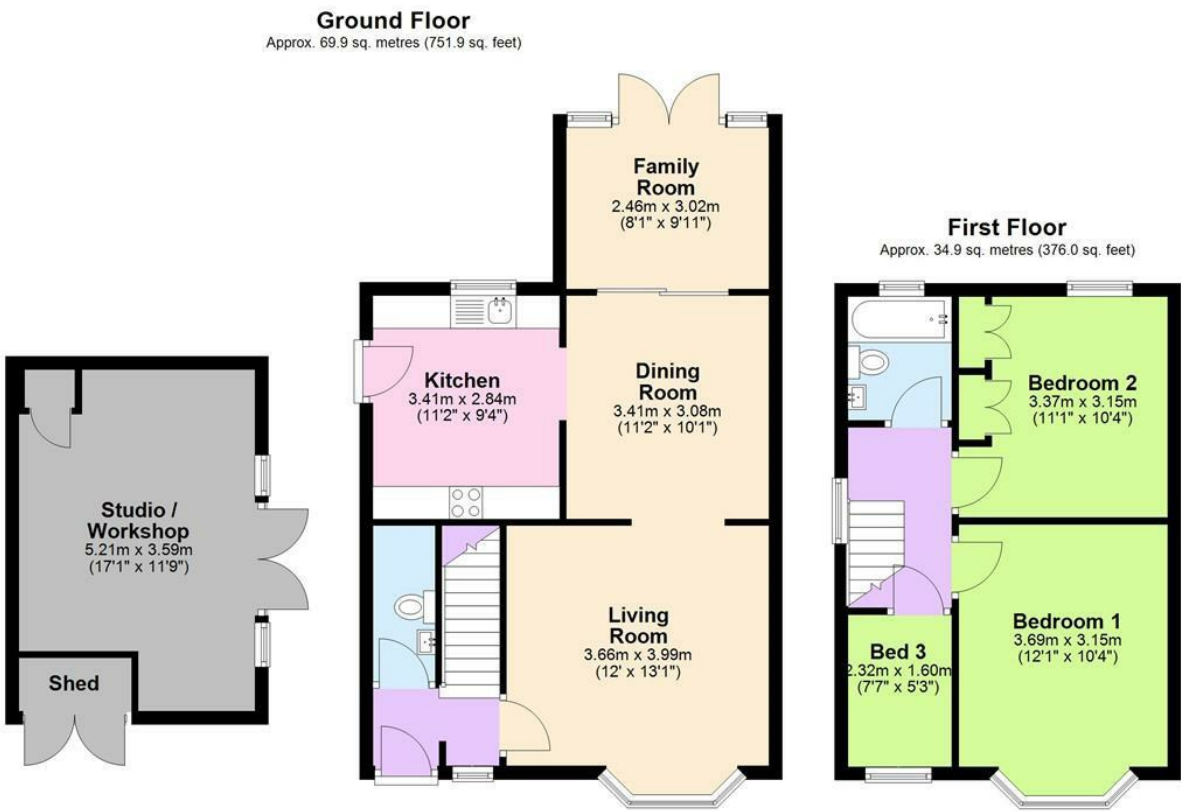 Ground Floor
Approx. 69.9 sq. metres (751.9 sq. feet)
Family
Room
2.46m x 3.02m
(8'1" x 9'11")
First Floor
Approx. 34.9 sq. metres (376.0 sq. feet)
Kitchen
3.41m x 2.84m
(11'2" x 9'4")
Dining
Room
3.41m x 3.08m
(11'2" x 10'1")
Bedroom 2
3.37m x 3.15m
(11'1" x 10'4")
Studio /
Workshop
5.21m x 3.59m
(17'1" x 11'9")
Living
Room
3.66m x 3.99m
(12' x 13'1")
Bedroom 1
3.69m x 3.15m
(12'1" x 10'4")
Bed 3
2.32m x 1.60m
(7'7" x 5'3")
Shed